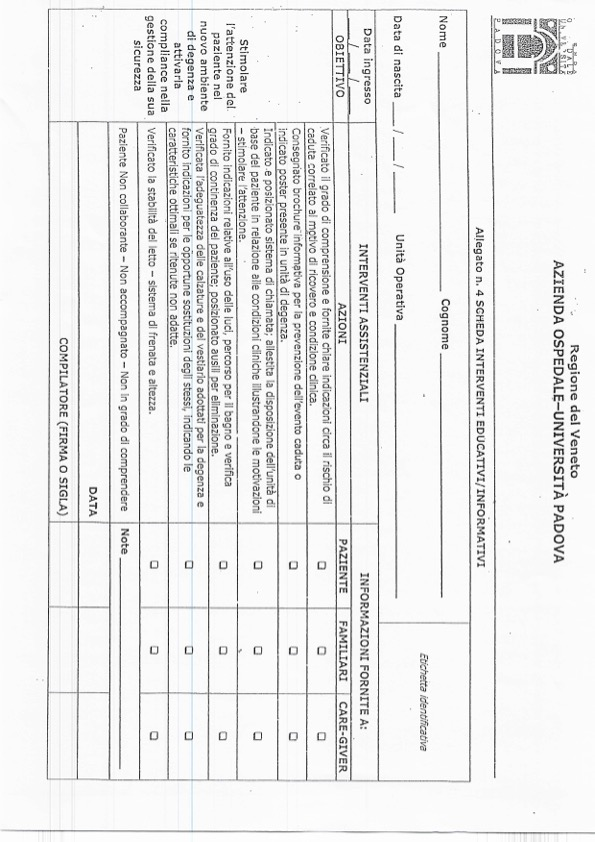 OSPEDALE
UNIVERSITÀ
PADOVA
Regione del Veneto
AZIENDA OSPEDALE–UNIVERSITÀ PADOVA
Allegato n. 4 SCHEDA INTERVENTI EDUCATIVI/INFORMATIVI
Nome Cognome
Etichetta identificativa
Data di nascita / / Unità Operativa
Data ingresso
/ /
INTERVENTI ASSISTENZIALI
INFORMAZIONI FORNITE A:
OBIETTIVO AZIONI PAZIENTE FAMILIARI CARE-GIVER
Stimolare
l'attenzione del
paziente nel
nuovo ambiente
di degenza e
attivarla
compliance nella
gestione della sua
sicurezza
Verificato il grado di comprensione e fornite chiare indicazioni circa il rischio di
caduta correlato al motivo di ricovero e condizione clinica.
Consegnato brochure informativa per la prevenzione dell'evento caduta o
indicato poster presente in unità di degenza.
Indicato e posizionato sistema di chiamata; allestita la disposizione dell'unità di
base del paziente in relazione alle condizioni cliniche illustrandone le motivazioni
– stimolare l'attenzione.
Fornito indicazioni relative all'uso delle luci, percorso per il bagno e verifica
grado di continenza del paziente; posizionato ausili per eliminazione.
Verificata l'adeguatezza delle calzature e del vestiario adottati per la degenza e
fornito indicazioni per le opportune sostituzioni degli stessi, indicando le
caratteristiche ottimali se ritenute non adatte.
Verificato la stabilità del letto – sistema di frenata e altezza.
Paziente Non collaborante – Non accompagnato – Non in grado di comprendere Note
DATA
COMPILATORE (FIRMA O SIGLA)